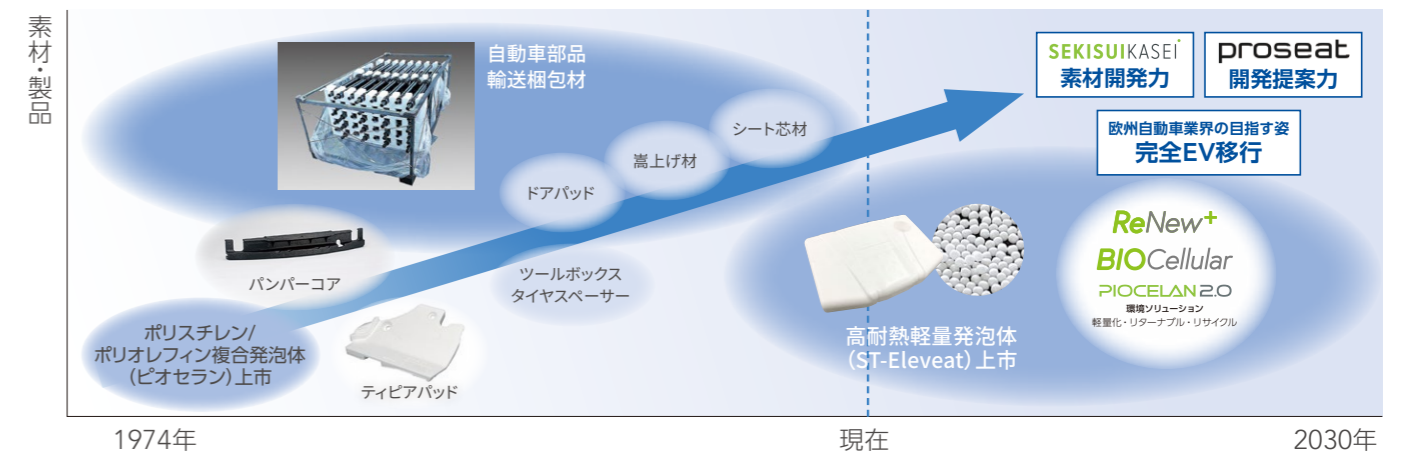 素材・製品
自動車部品
輸送梱包材
シート芯材
嵩上げ材
ドアパッド
バンパーコア
ツールボックス
タイヤスペーサー
ポリスチレン/
ポリオレフィン複合発泡体
（ピオセラン）上市
ティビアパッド
高耐熱軽量発泡体
（ST-Eleveat）上市
SEKISUIKASEI
素材開発力
proseat
開発提案力
欧州自動車業界の目指す姿
完全EV移行
ReNew+
BIOCellular
PIOCELAN 2.0
環境ソリューション
軽量化・リターナブル・リサイクル
1974年
現在
2030年